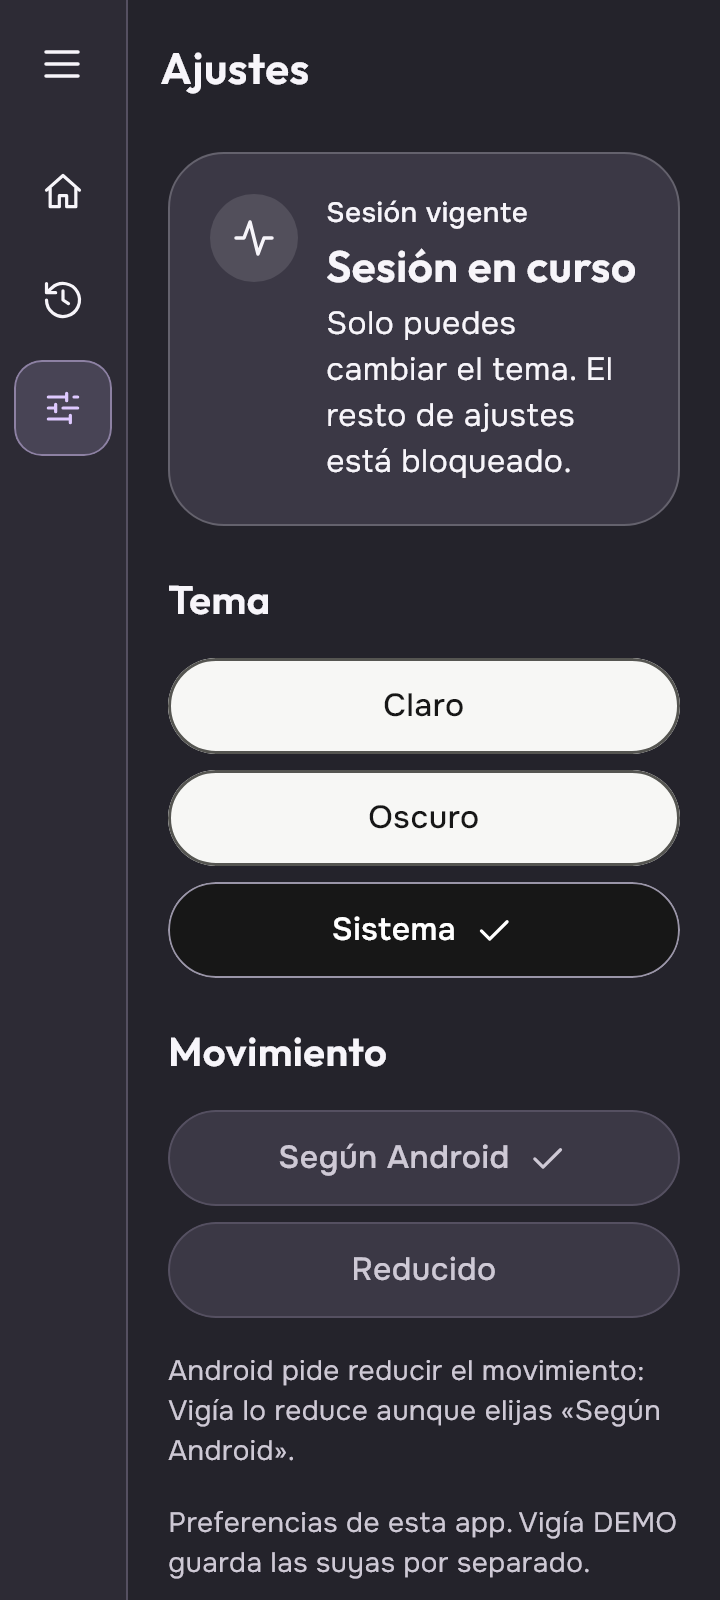 Ajustes
Sesión vigente
Sesión en curso
Solo puedes
cambiar el tema. El
resto de ajustes
está bloqueado.
Tema
Claro
Oscuro
Sistema
Movimiento
Según Android
Reducido
Android pide reducir el movimiento:
Vigía lo reduce aunque elijas «Según
Android».
Preferencias de esta app. Vigía DEMO
guarda las suyas por separado.